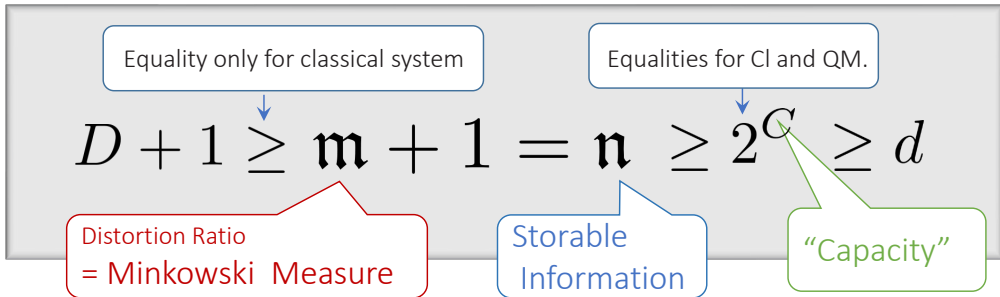 Equality only for classical system
Equalities for Cl and QM.
D + 1 ≥ 𝔪 + 1 = 𝔫 ≥ 2^C ≥ d
Distortion Ratio
= Minkowski Measure
Storable
Information
“Capacity”